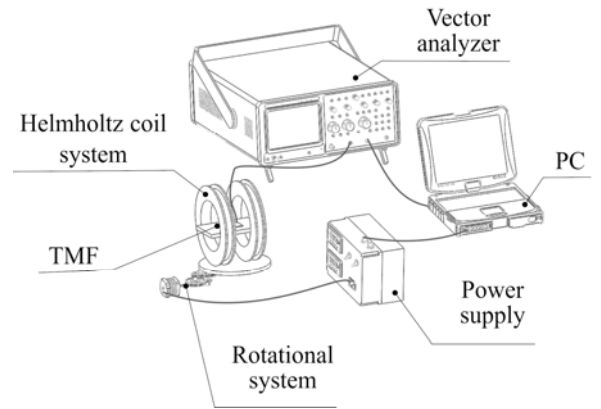 Vector
analyzer
Helmholtz coil
system
PC
TMF
Power
supply
Rotational
system